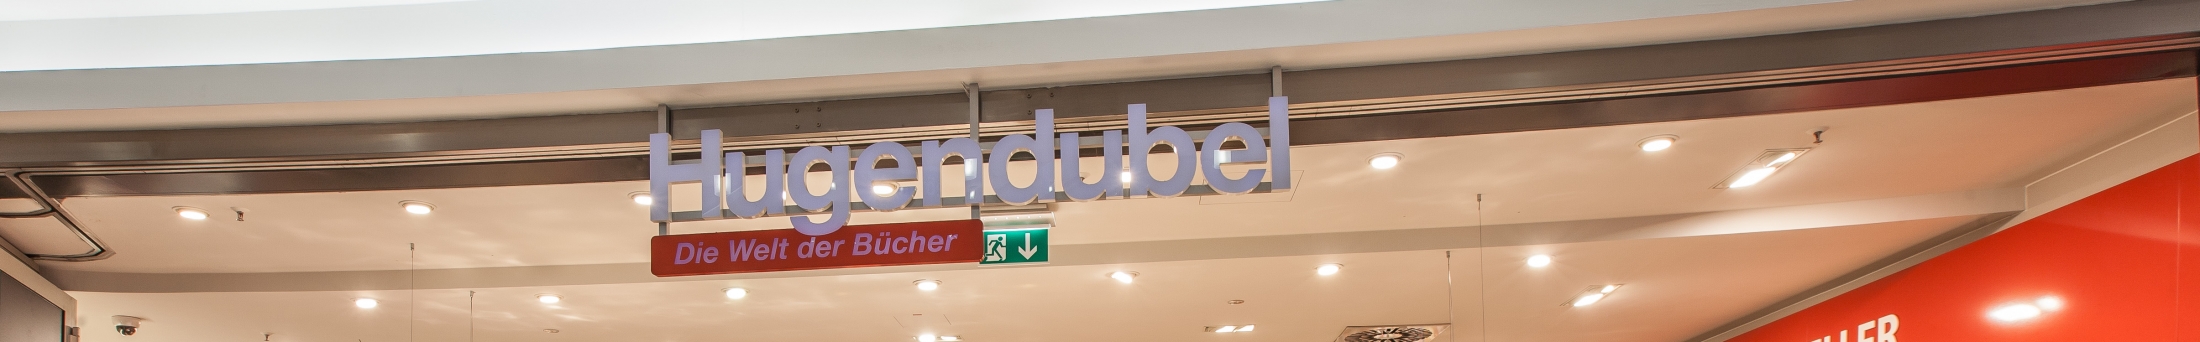 Hugendubel
Die Welt der Bücher